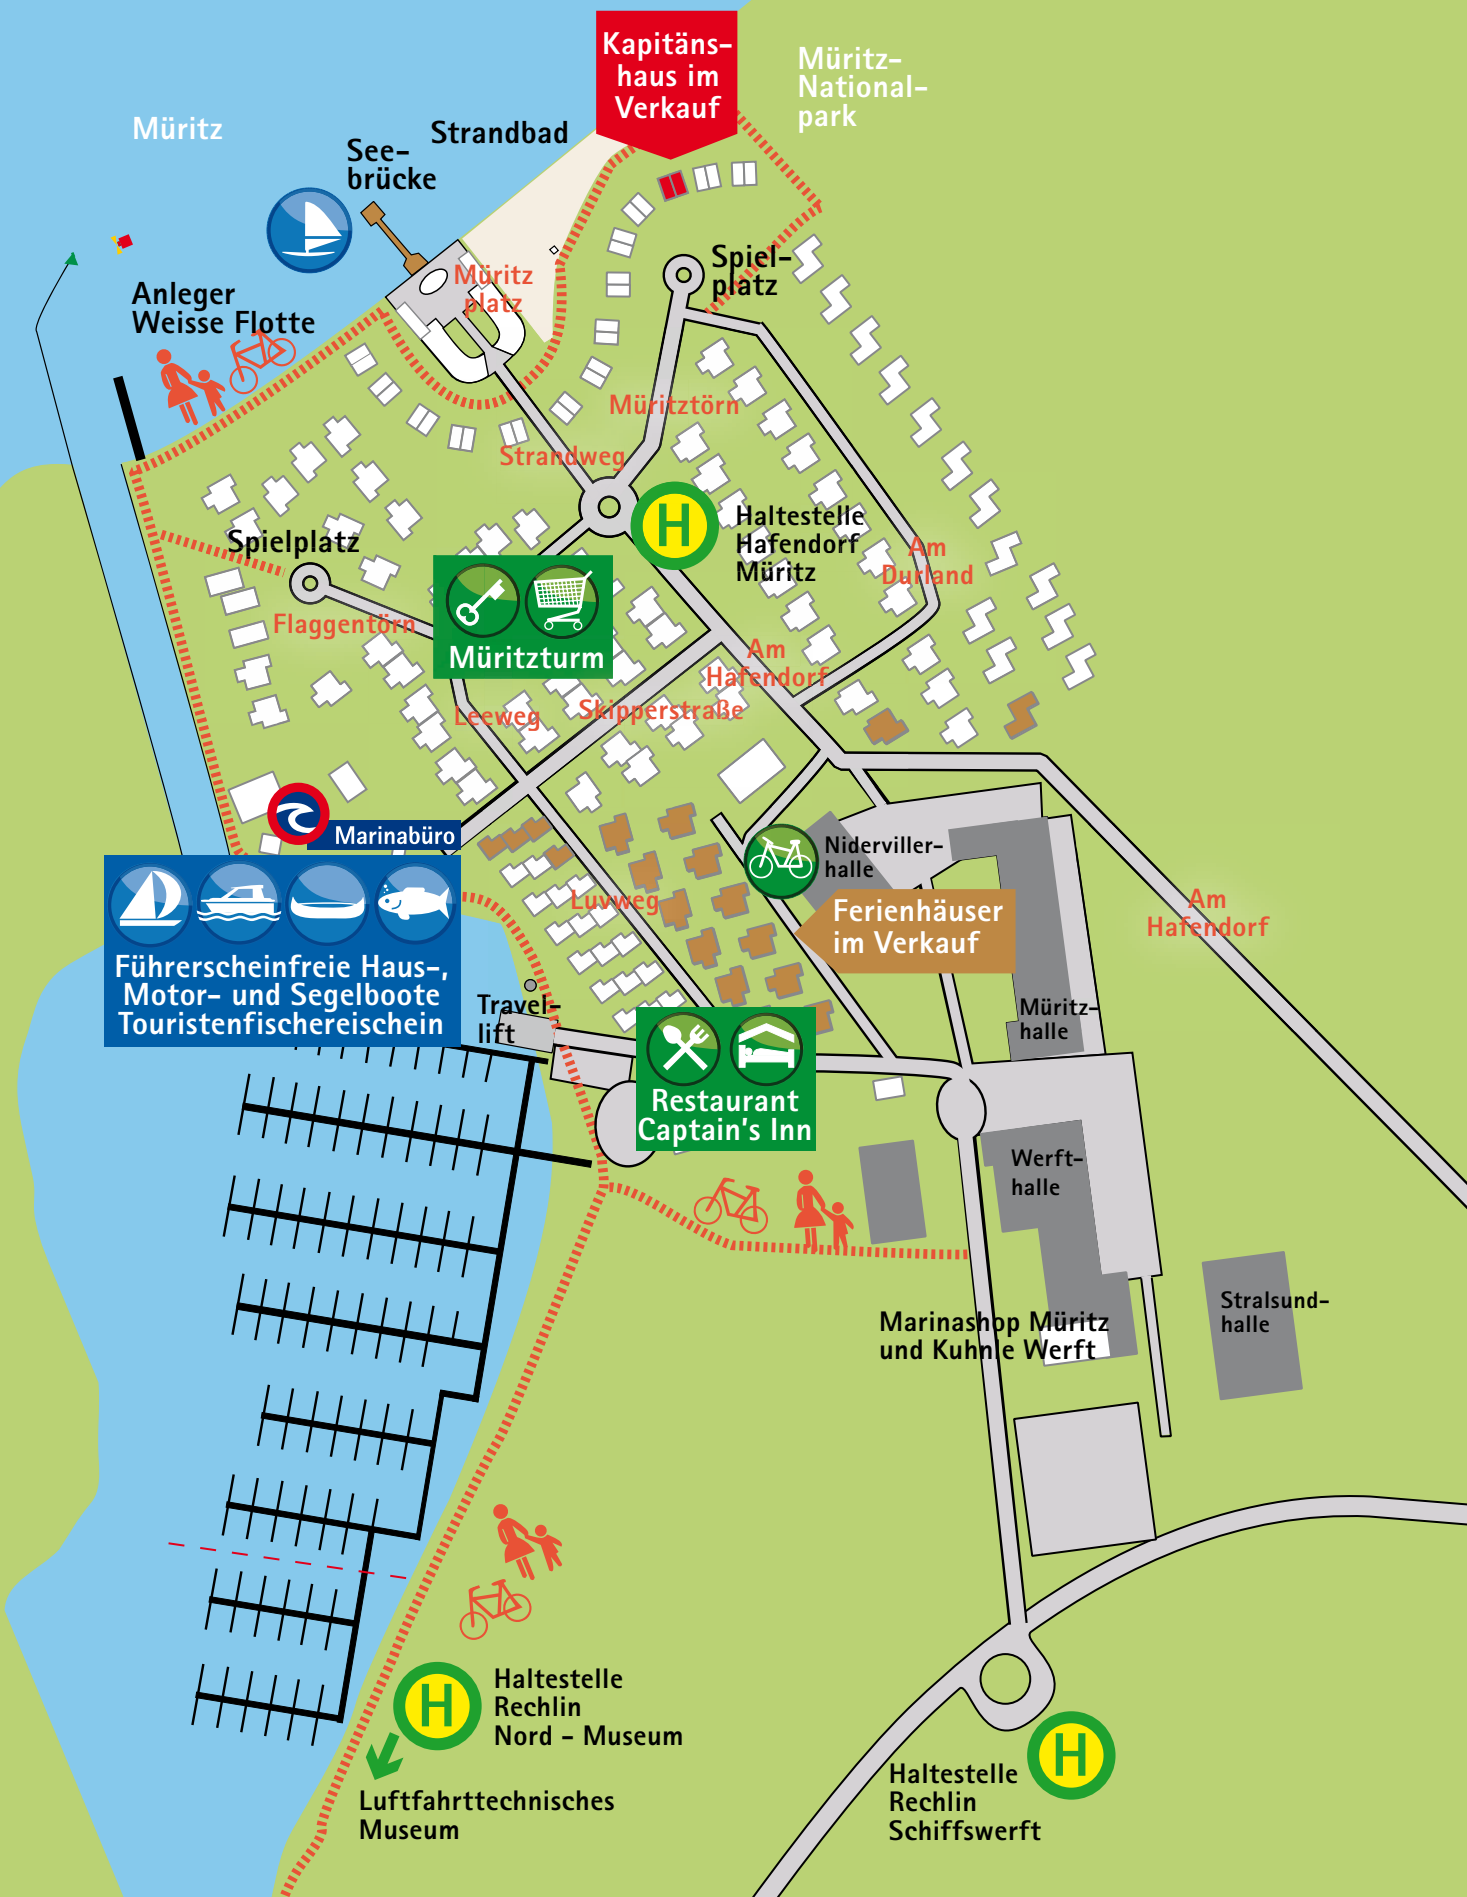 Kapitäns-
haus im
Verkauf
Müritz-
National-
park
Müritz
Strandbad
See-
brücke
Müritz
platz
Spiel-
platz
Anleger
Weisse Flotte
Müritztörn
Strandweg
H
Haltestelle
Hafendorf
Müritz
Am
Durland
Spielplatz
Flaggentörn
Müritzturm
Am
Hafendorf
Leeweg
Skipperstraße
Marinabüro
Niderviller-
halle
Luvweg
Ferienhäuser
im Verkauf
Am
Hafendorf
Führerscheinfreie Haus-,
Motor- und Segelboote
Touristenfischereischein
Travel-
lift
Müritz-
halle
Restaurant
Captain's Inn
Werft-
halle
Marinashop Müritz
und Kuhnle Werft
Stralsund-
halle
H
Haltestelle
Rechlin
Nord - Museum
Luftfahrttechnisches
Museum
H
Haltestelle
Rechlin
Schiffswerft